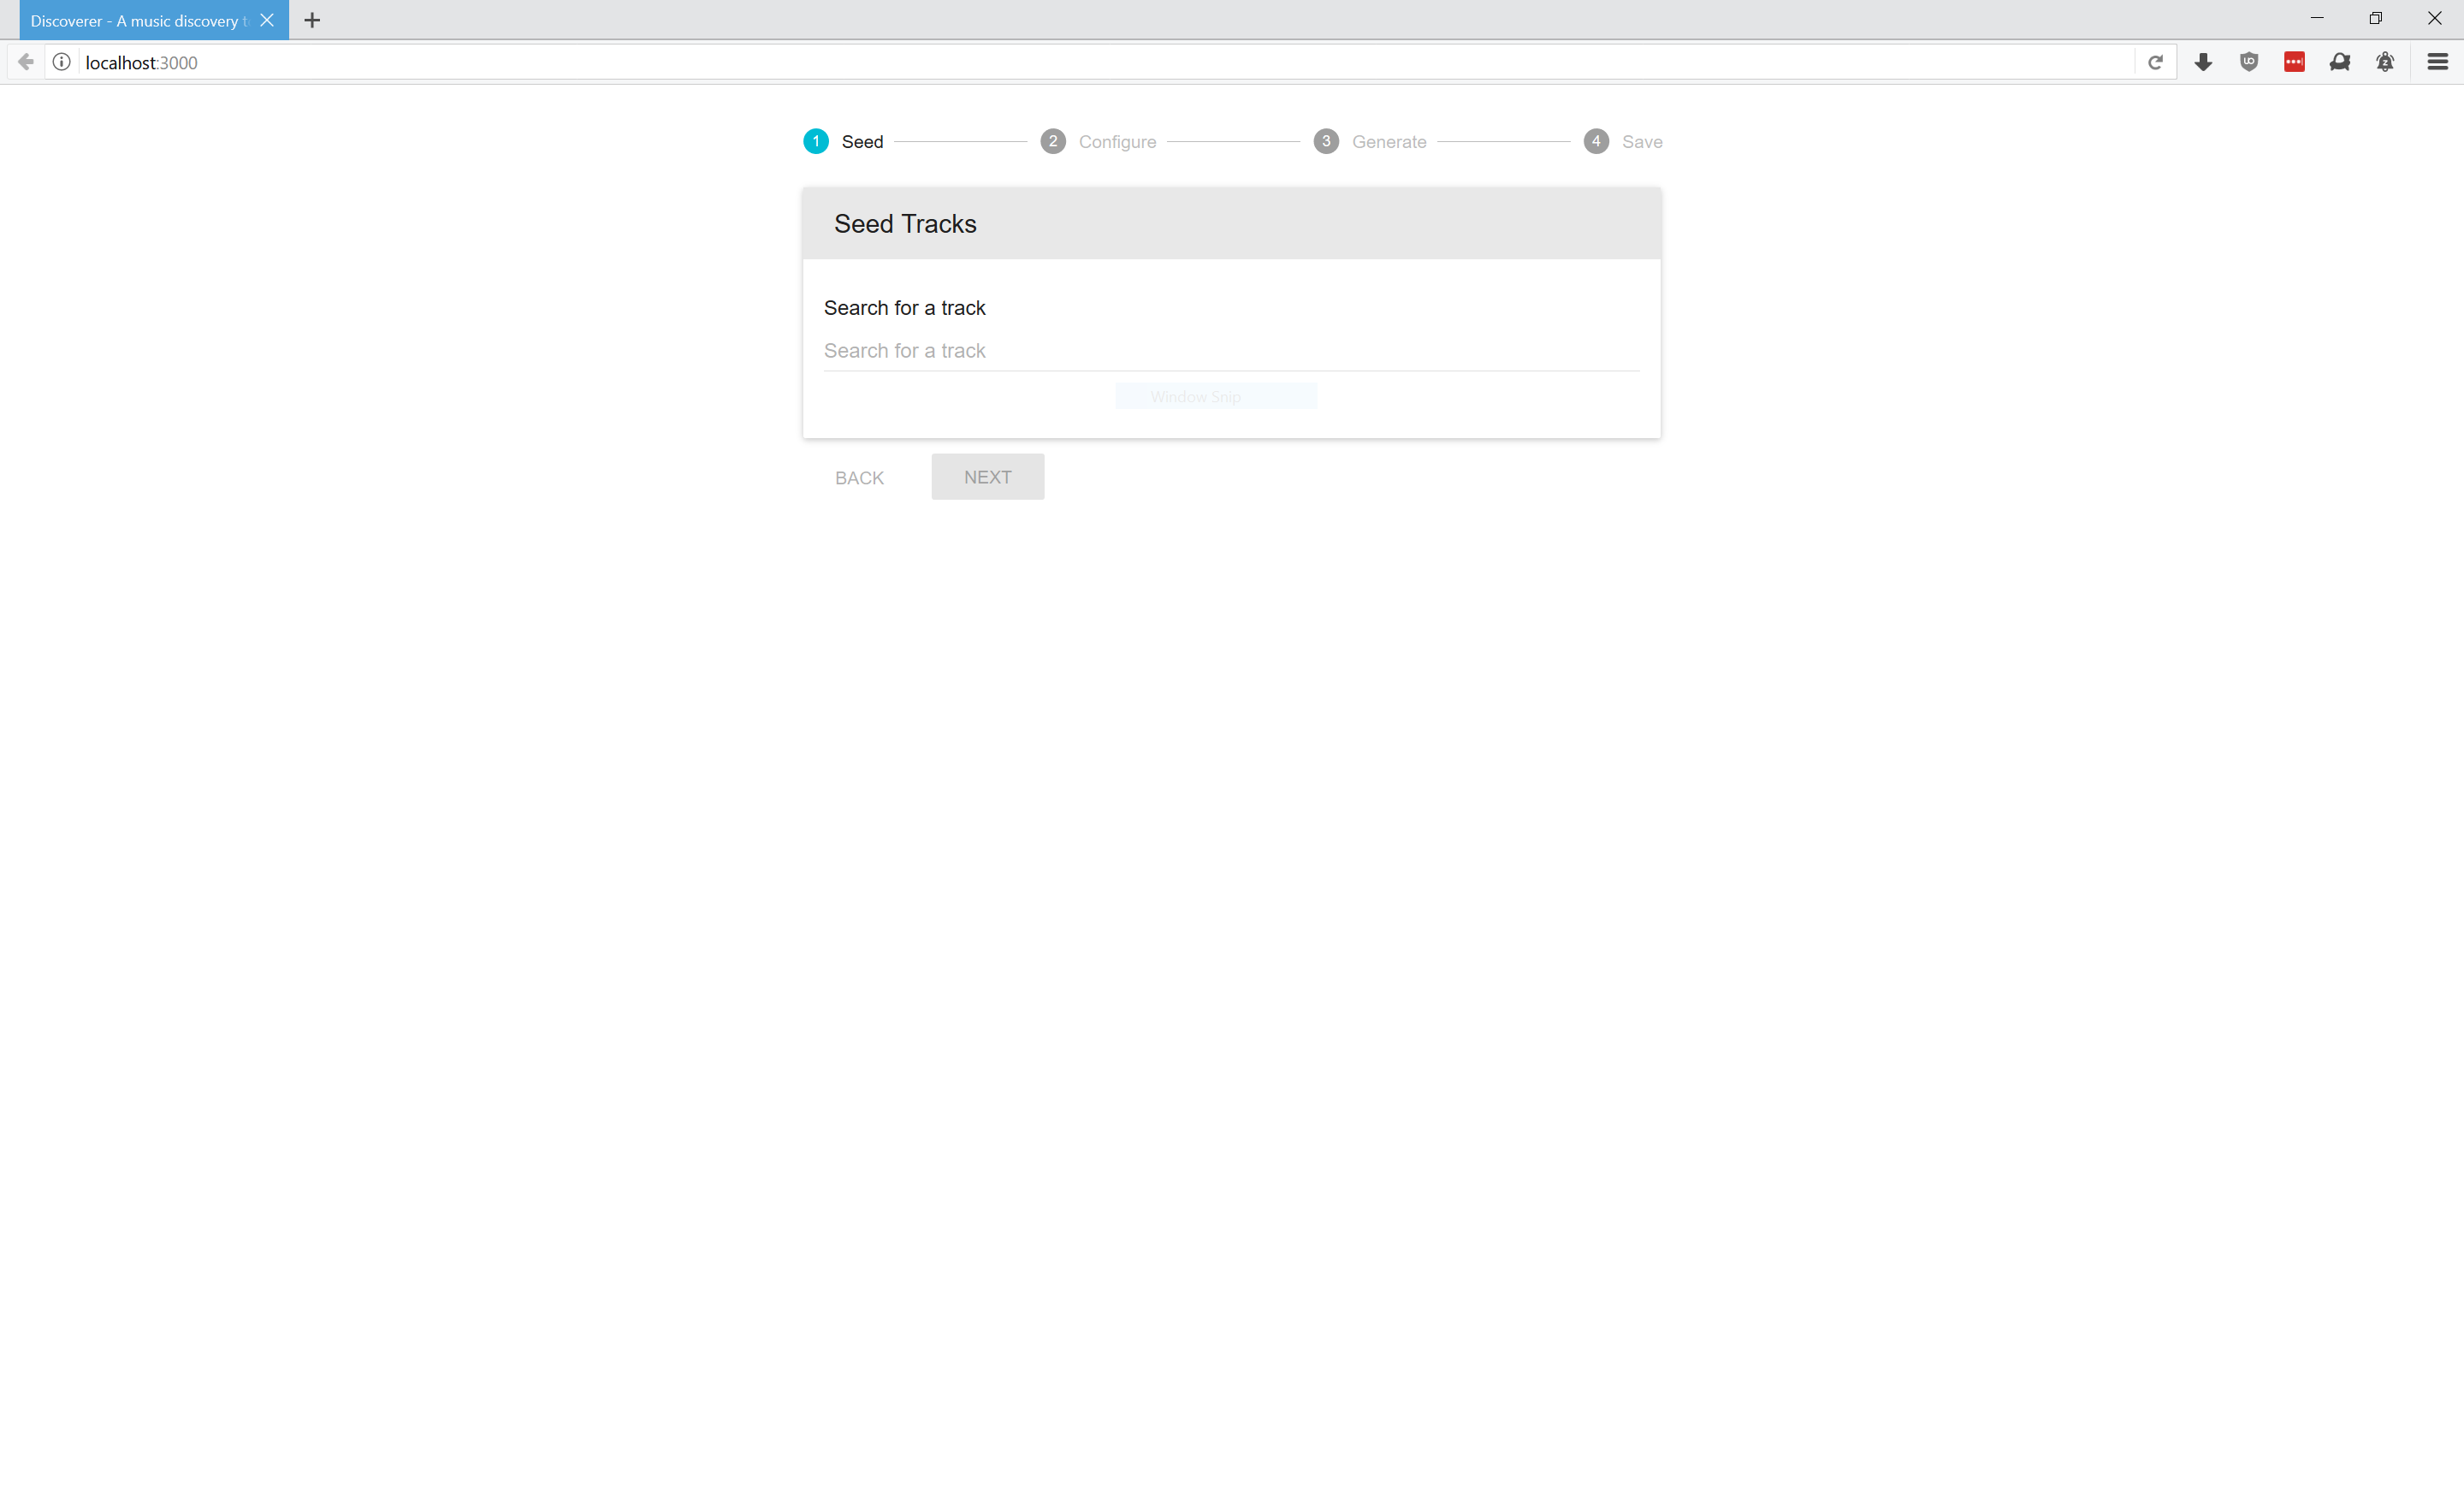 Discoverer - A music discovery t
localhost:3000
1 Seed 2 Configure 3 Generate 4 Save
Seed Tracks
Search for a track
Search for a track
Window Snip
BACK NEXT